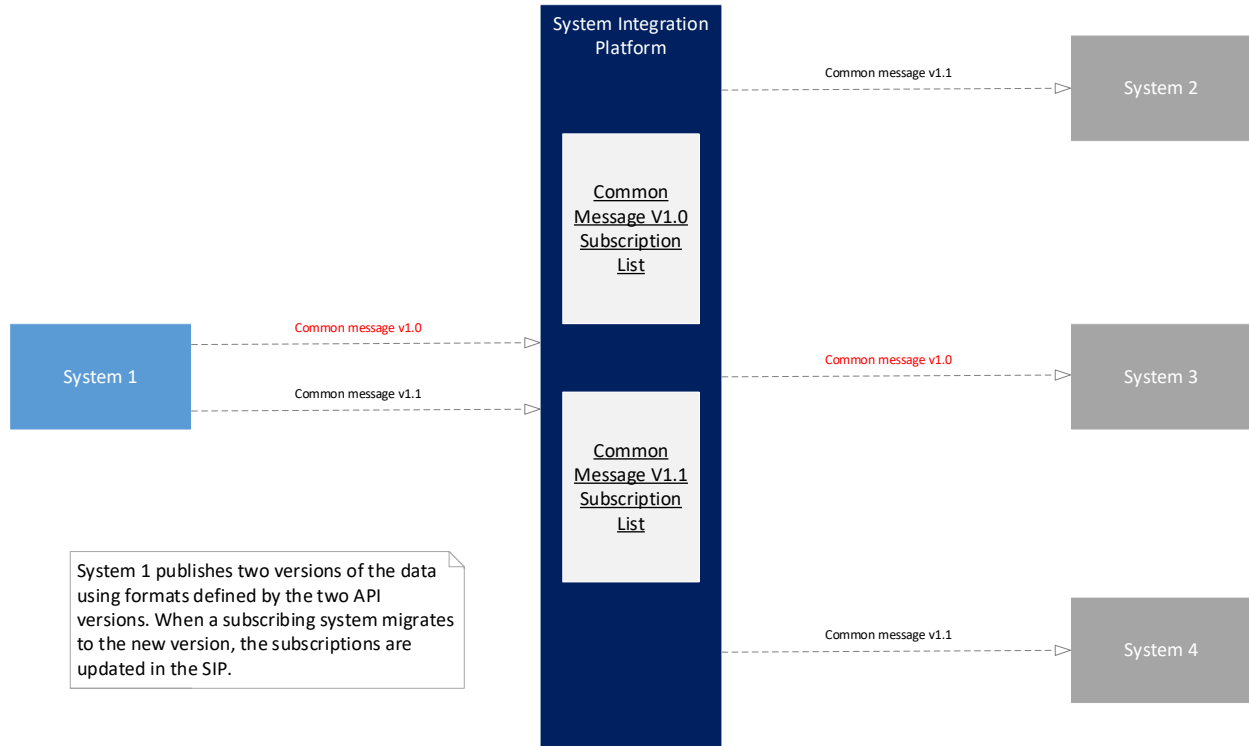 System Integration
Platform
Common message v1.1
System 2
Common
Message V1.0
Subscription
List
Common message v1.0
System 1
Common message v1.1
Common message v1.0
System 3
Common
Message V1.1
Subscription
List
System 1 publishes two versions of the data
using formats defined by the two API
versions. When a subscribing system migrates
to the new version, the subscriptions are
updated in the SIP.
Common message v1.1
System 4